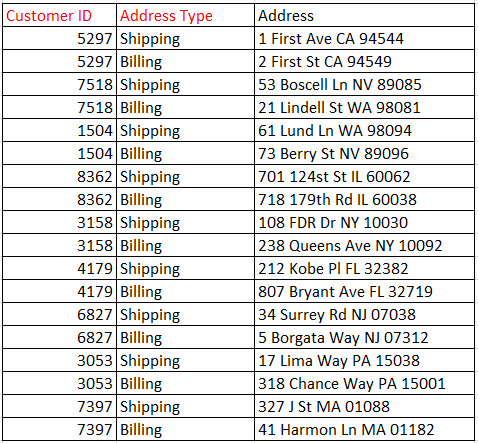 Customer ID Address Type Address
5297 Shipping 1 First Ave CA 94544
5297 Billing 2 First St CA 94549
7518 Shipping 53 Boscell Ln NV 89085
7518 Billing 21 Lindell St WA 98081
1504 Shipping 61 Lund Ln WA 98094
1504 Billing 73 Berry St NV 89096
8362 Shipping 701 124st St IL 60062
8362 Billing 718 179th Rd IL 60038
3158 Shipping 108 FDR Dr NY 10030
3158 Billing 238 Queens Ave NY 10092
4179 Shipping 212 Kobe Pl FL 32382
4179 Billing 807 Bryant Ave FL 32719
6827 Shipping 34 Surrey Rd NJ 07038
6827 Billing 5 Borgata Way NJ 07312
3053 Shipping 17 Lima Way PA 15038
3053 Billing 318 Chance Way PA 15001
7397 Shipping 327 J St MA 01088
7397 Billing 41 Harmon Ln MA 01182